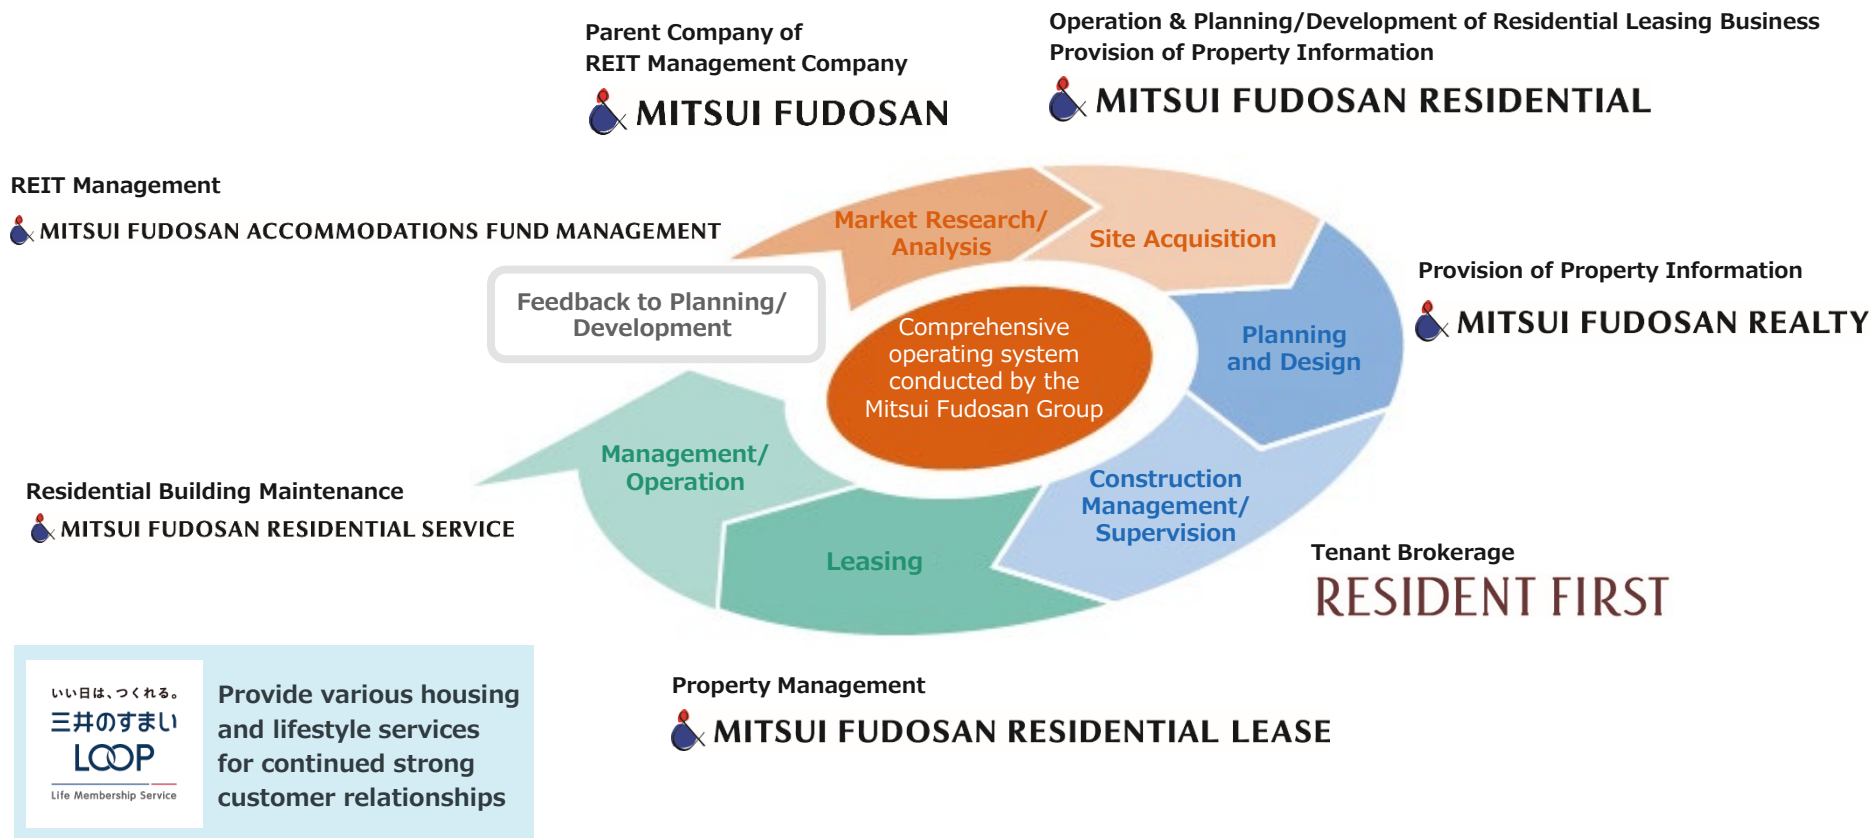 Parent Company of
REIT Management Company
MITSUI FUDOSAN
Operation & Planning/Development of Residential Leasing Business
Provision of Property Information
MITSUI FUDOSAN RESIDENTIAL
REIT Management
MITSUI FUDOSAN ACCOMMODATIONS FUND MANAGEMENT
Market Research/
Analysis
Site Acquisition
Provision of Property Information
MITSUI FUDOSAN REALTY
Feedback to Planning/
Development
Comprehensive
operating system
conducted by the
Mitsui Fudosan Group
Planning
and Design
Management/
Operation
Construction
Management/
Supervision
Leasing
Residential Building Maintenance
MITSUI FUDOSAN RESIDENTIAL SERVICE
Tenant Brokerage
RESIDENT FIRST
Property Management
MITSUI FUDOSAN RESIDENTIAL LEASE
いい日は、つくれる。
三井のすまい
LOOP
Life Membership Service
Provide various housing
and lifestyle services
for continued strong
customer relationships